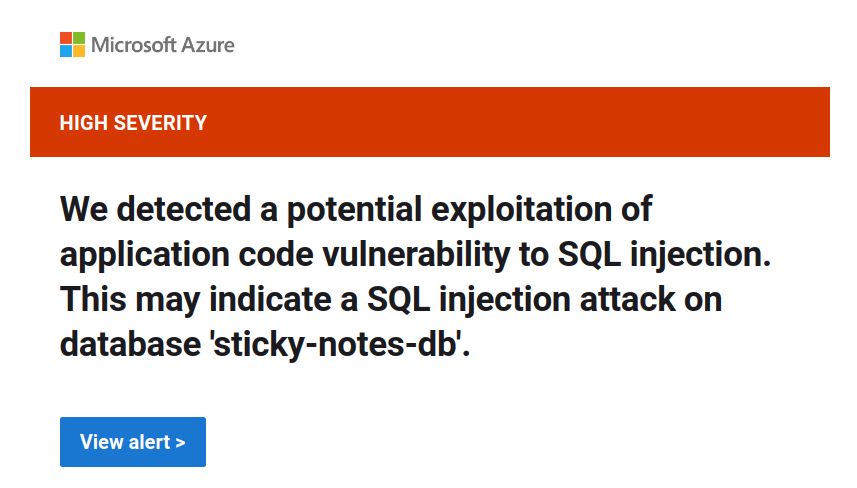 Microsoft Azure
HIGH SEVERITY
We detected a potential exploitation of
application code vulnerability to SQL injection.
This may indicate a SQL injection attack on
database 'sticky-notes-db'.
View alert >